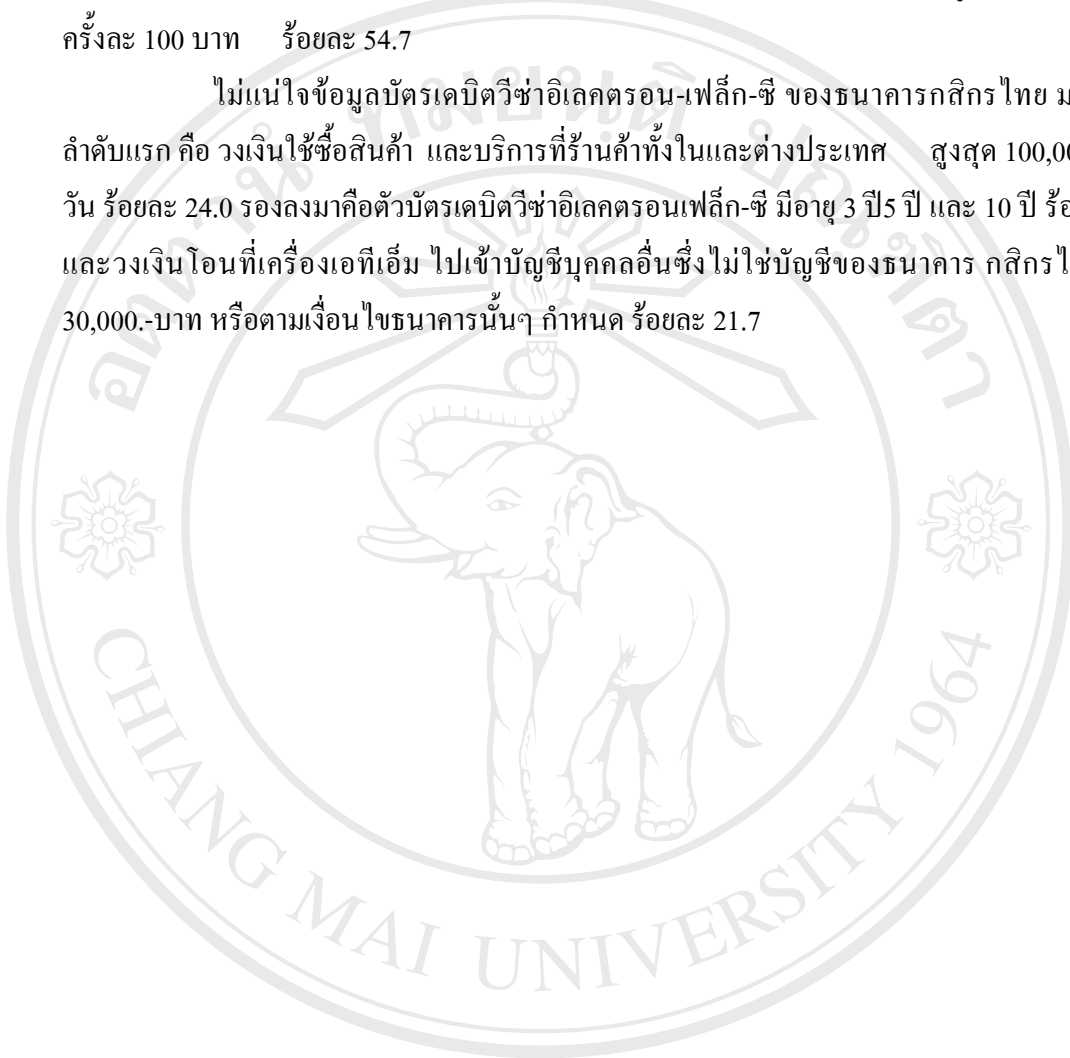 ครั้งละ 100 บาท ร้อยละ 54.7
ไม่แน่ใจข้อมูลบัตรเดบิตวีซ่าอิเลคตรอน-เฟล็ก-ซี ของธนาคารกสิกรไทย
ลำดับแรก คือ วงเงินใช้ซื้อสินค้า และบริการที่ร้านค้าทั้งในและต่างประเทศ สูงสุด
วัน ร้อยละ 24.0 รองลงมาคือตัวบัตรเดบิตวีซ่าอิเลคตรอนเฟล็ก-ซี มีอายุ 3 ปี5 ปี และ 10 ปี
และวงเงินโอนที่เครื่องเอทีเอ็ม ไปเข้าบัญชีบุคคลอื่นซึ่งไม่ใช่บัญชีของธนาคาร
30,000.-บาท หรือตามเงื่อนไขธนาคารนั้นๆ กำหนด ร้อยละ 21.7
CHIANG MAI UNIVERSITY 1964